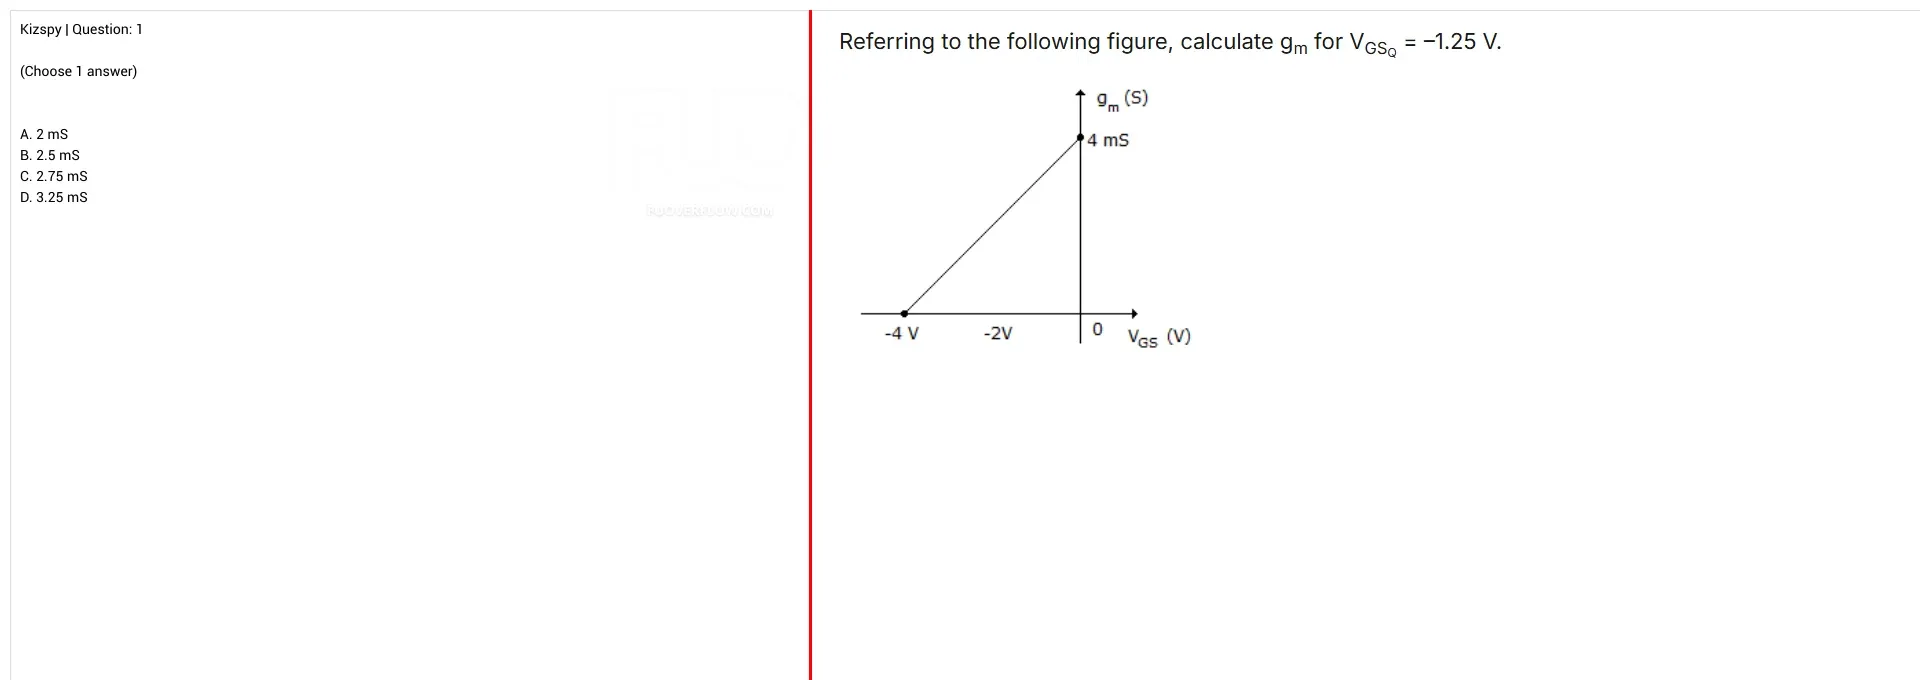 Kizspy | Question: 1
(Choose 1 answer)
A. 2 mS
B. 2.5 mS
C. 2.75 mS
D. 3.25 mS
Referring to the following figure, calculate gm for VGSQ = –1.25 V.
gm (S)
4 mS
-4 V -2V 0 VGS (V)